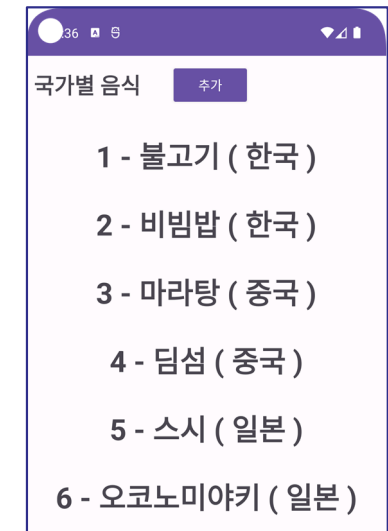 :36
국가별 음식 추가
1 - 불고기 ( 한국 )
2 - 비빔밥 ( 한국 )
3 - 마라탕 ( 중국 )
4 - 딤섬 ( 중국 )
5 - 스시 ( 일본 )
6 - 오코노미야키 ( 일본 )